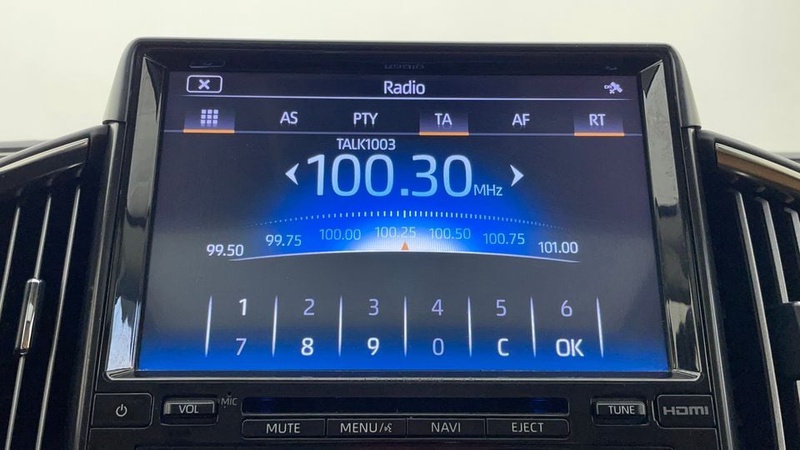 Radio
AS PTY TA AF RT
TALK1003
100.30 MHz
99.50 99.75 100.00 100.25 100.50 100.75 101.00
1 2 3 4 5 6
7 8 9 0 C OK
VOL MIC TUNE HDMI
MUTE MENU/ NAVI EJECT